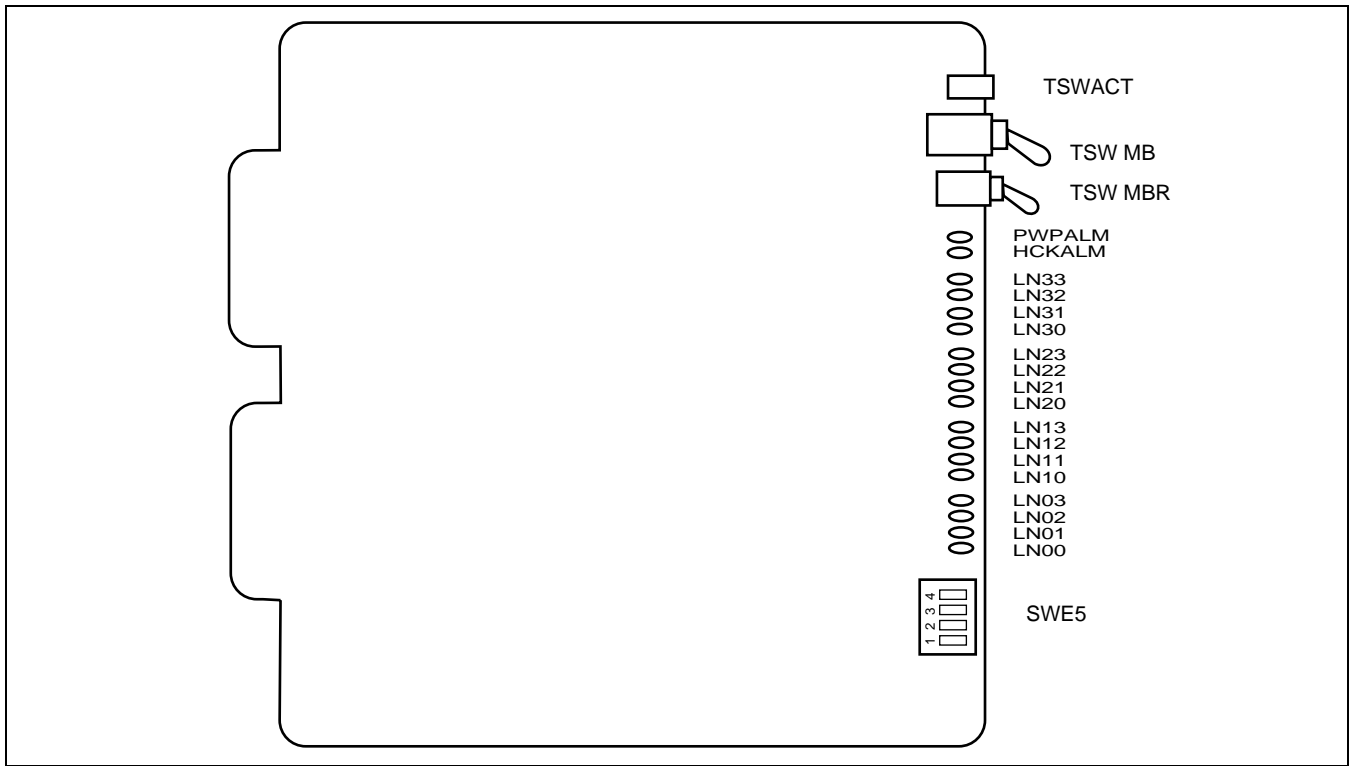 TSWACT
TSW MB
TSW MBR
PWPALM
HCKALM
LN33
LN32
LN31
LN30
LN23
LN22
LN21
LN20
LN13
LN12
LN11
LN10
LN03
LN02
LN01
LN00
4
3
2
1
SWE5